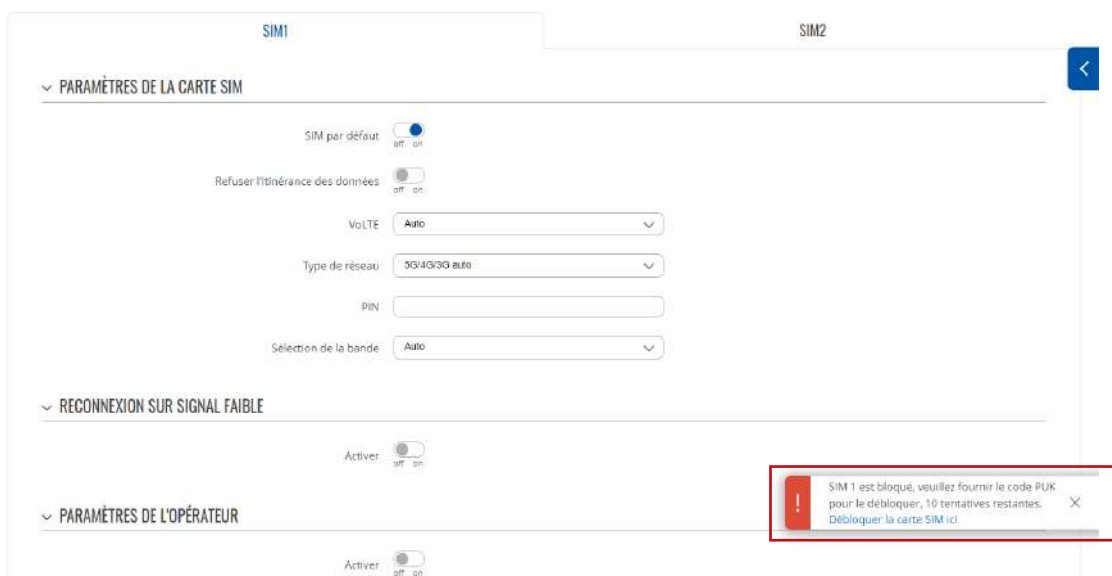 SIM1 SIM2
PARAMÈTRES DE LA CARTE SIM
SIM par défaut
off on
Refuser l'itinérance des données
off on
VoLTE Auto
Type de réseau 5G/4G/3G auto
PIN
Sélection de la bande Auto
RECONNEXION SUR SIGNAL FAIBLE
Activer
off on
SIM 1 est bloqué, veuillez fournir le code PUK
pour le débloquer, 10 tentatives restantes.
Débloquer la carte SIM ici
PARAMÈTRES DE L'OPÉRATEUR
Activer
off on